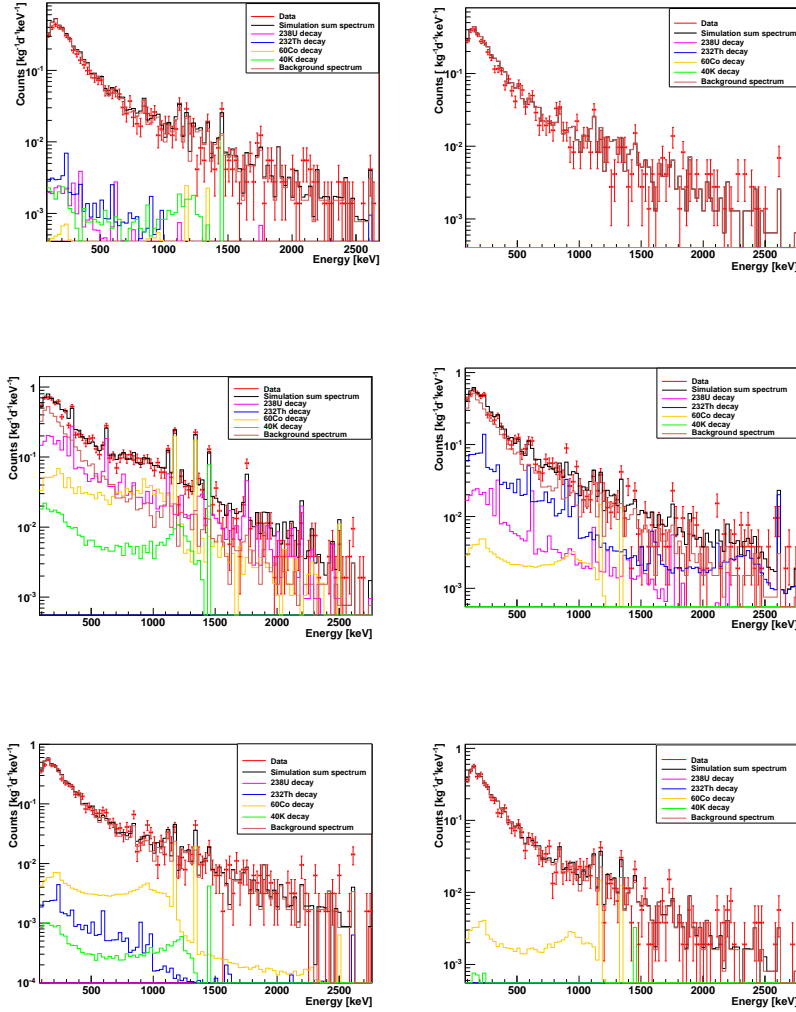 Counts [kg⁻¹d⁻¹keV⁻¹]
Data
Simulation sum spectrum
238U decay
232Th decay
60Co decay
40K decay
Background spectrum
10⁻¹
10⁻²
10⁻³
500 1000 1500 2000 2500
Energy [keV]
Counts [ kg⁻¹d⁻¹keV⁻¹]
Data
Simulation sum spectrum
238U decay
232Th decay
60Co decay
40K decay
Background spectrum
10⁻¹
10⁻²
10⁻³
500 1000 1500 2000 2500
Energy [keV]
Counts [kg⁻¹d⁻¹keV⁻¹]
1
Data
Simulation sum spectrum
238U decay
232Th decay
60Co decay
40K decay
Background spectrum
10⁻¹
10⁻²
10⁻³
500 1000 1500 2000 2500
Energy [keV]
Counts [kg⁻¹d⁻¹keV⁻¹]
1
Data
Simulation sum spectrum
238U decay
232Th decay
60Co decay
40K decay
Background spectrum
10⁻¹
10⁻²
10⁻³
500 1000 1500 2000 2500
Energy [keV]
Counts [kg⁻¹d⁻¹keV⁻¹]
1
Data
Simulation sum spectrum
238U decay
232Th decay
60Co decay
40K decay
Background spectrum
10⁻¹
10⁻²
10⁻³
10⁻⁴
500 1000 1500 2000 2500
Energy [keV]
Counts [kg⁻¹d⁻¹keV⁻¹]
1
Data
Simulation sum spectrum
238U decay
232Th decay
60Co decay
40K decay
Background spectrum
10⁻¹
10⁻²
10⁻³
500 1000 1500 2000 2500
Energy [keV]